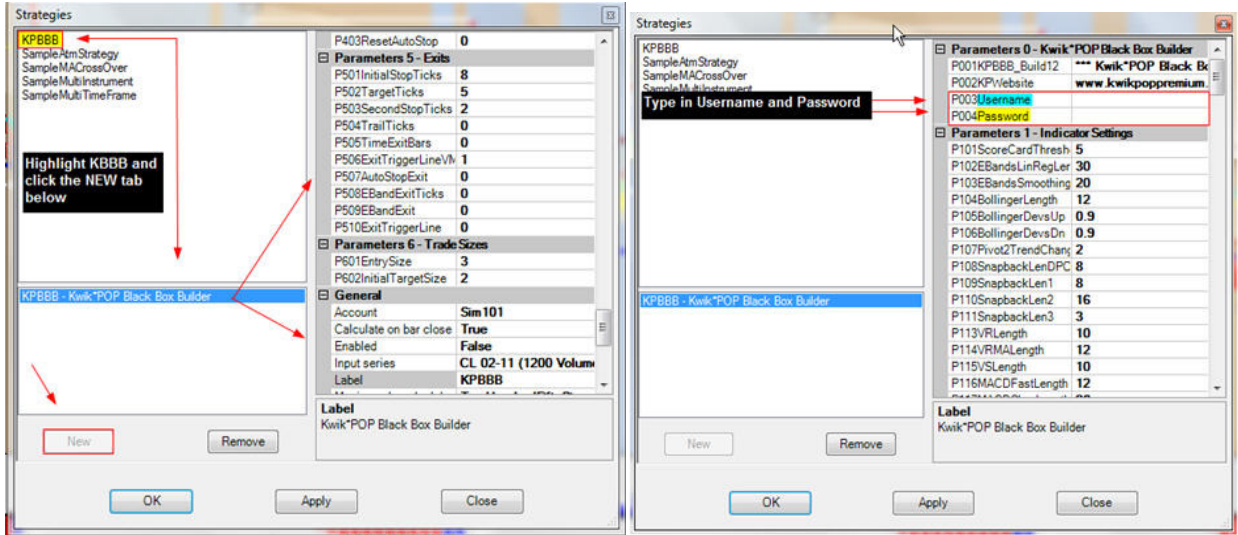 Strategies
KPBBB
SampleAtmStrategy
SampleMACrossOver
SampleMultiInstrument
SampleMultiTimeFrame
Highlight KBBB and
click the NEW tab
below
KPBBB - Kwik*POP Black Box Builder
New
Remove
P403ResetAutoStop 0
Parameters 5 - Exits
P501InitialStopTicks 8
P502TargetTicks 5
P503SecondStopTicks 2
P504TrailTicks 0
P505TimeExitBars 0
P506ExitTriggerLineVM 1
P507AutoStopExit 0
P508EBandExitTicks 0
P509EBandExit 0
P510ExitTriggerLine 0
Parameters 6 - Trade Sizes
P601EntrySize 3
P602InitialTargetSize 2
General
Account Sim101
Calculate on bar close True
Enabled False
Input series CL 02-11 (1200 Volum
Label KPBBB
Label
Kwik*POP Black Box Builder
OK
Apply
Close
Strategies
KPBBB
SampleAtmStrategy
SampleMACrossOver
SampleMultiInstrument
Type in Username and Password
KPBBB - Kwik*POP Black Box Builder
New
Remove
Parameters 0 - Kwik*POP Black Box Builder
P001KPBBB_Build12 *** Kwik*POP Black Bo
P002KPWebsite www.kwikpoppremium.
P003Username
P004Password
Parameters 1 - Indicator Settings
P101ScoreCardThresh 5
P102EBandsLinRegLer 30
P103EBandsSmoothing 20
P104BollingerLength 12
P105BollingerDevsUp 0.9
P106BollingerDevsDn 0.9
P107Pivot2TrendChang 2
P108SnapbackLenDPC 8
P109SnapbackLen1 8
P110SnapbackLen2 16
P111SnapbackLen3 3
P113VRLength 10
P114VRMALength 12
P115VSLength 10
P116MACDFastLength 12
Label
Kwik*POP Black Box Builder
OK
Apply
Close